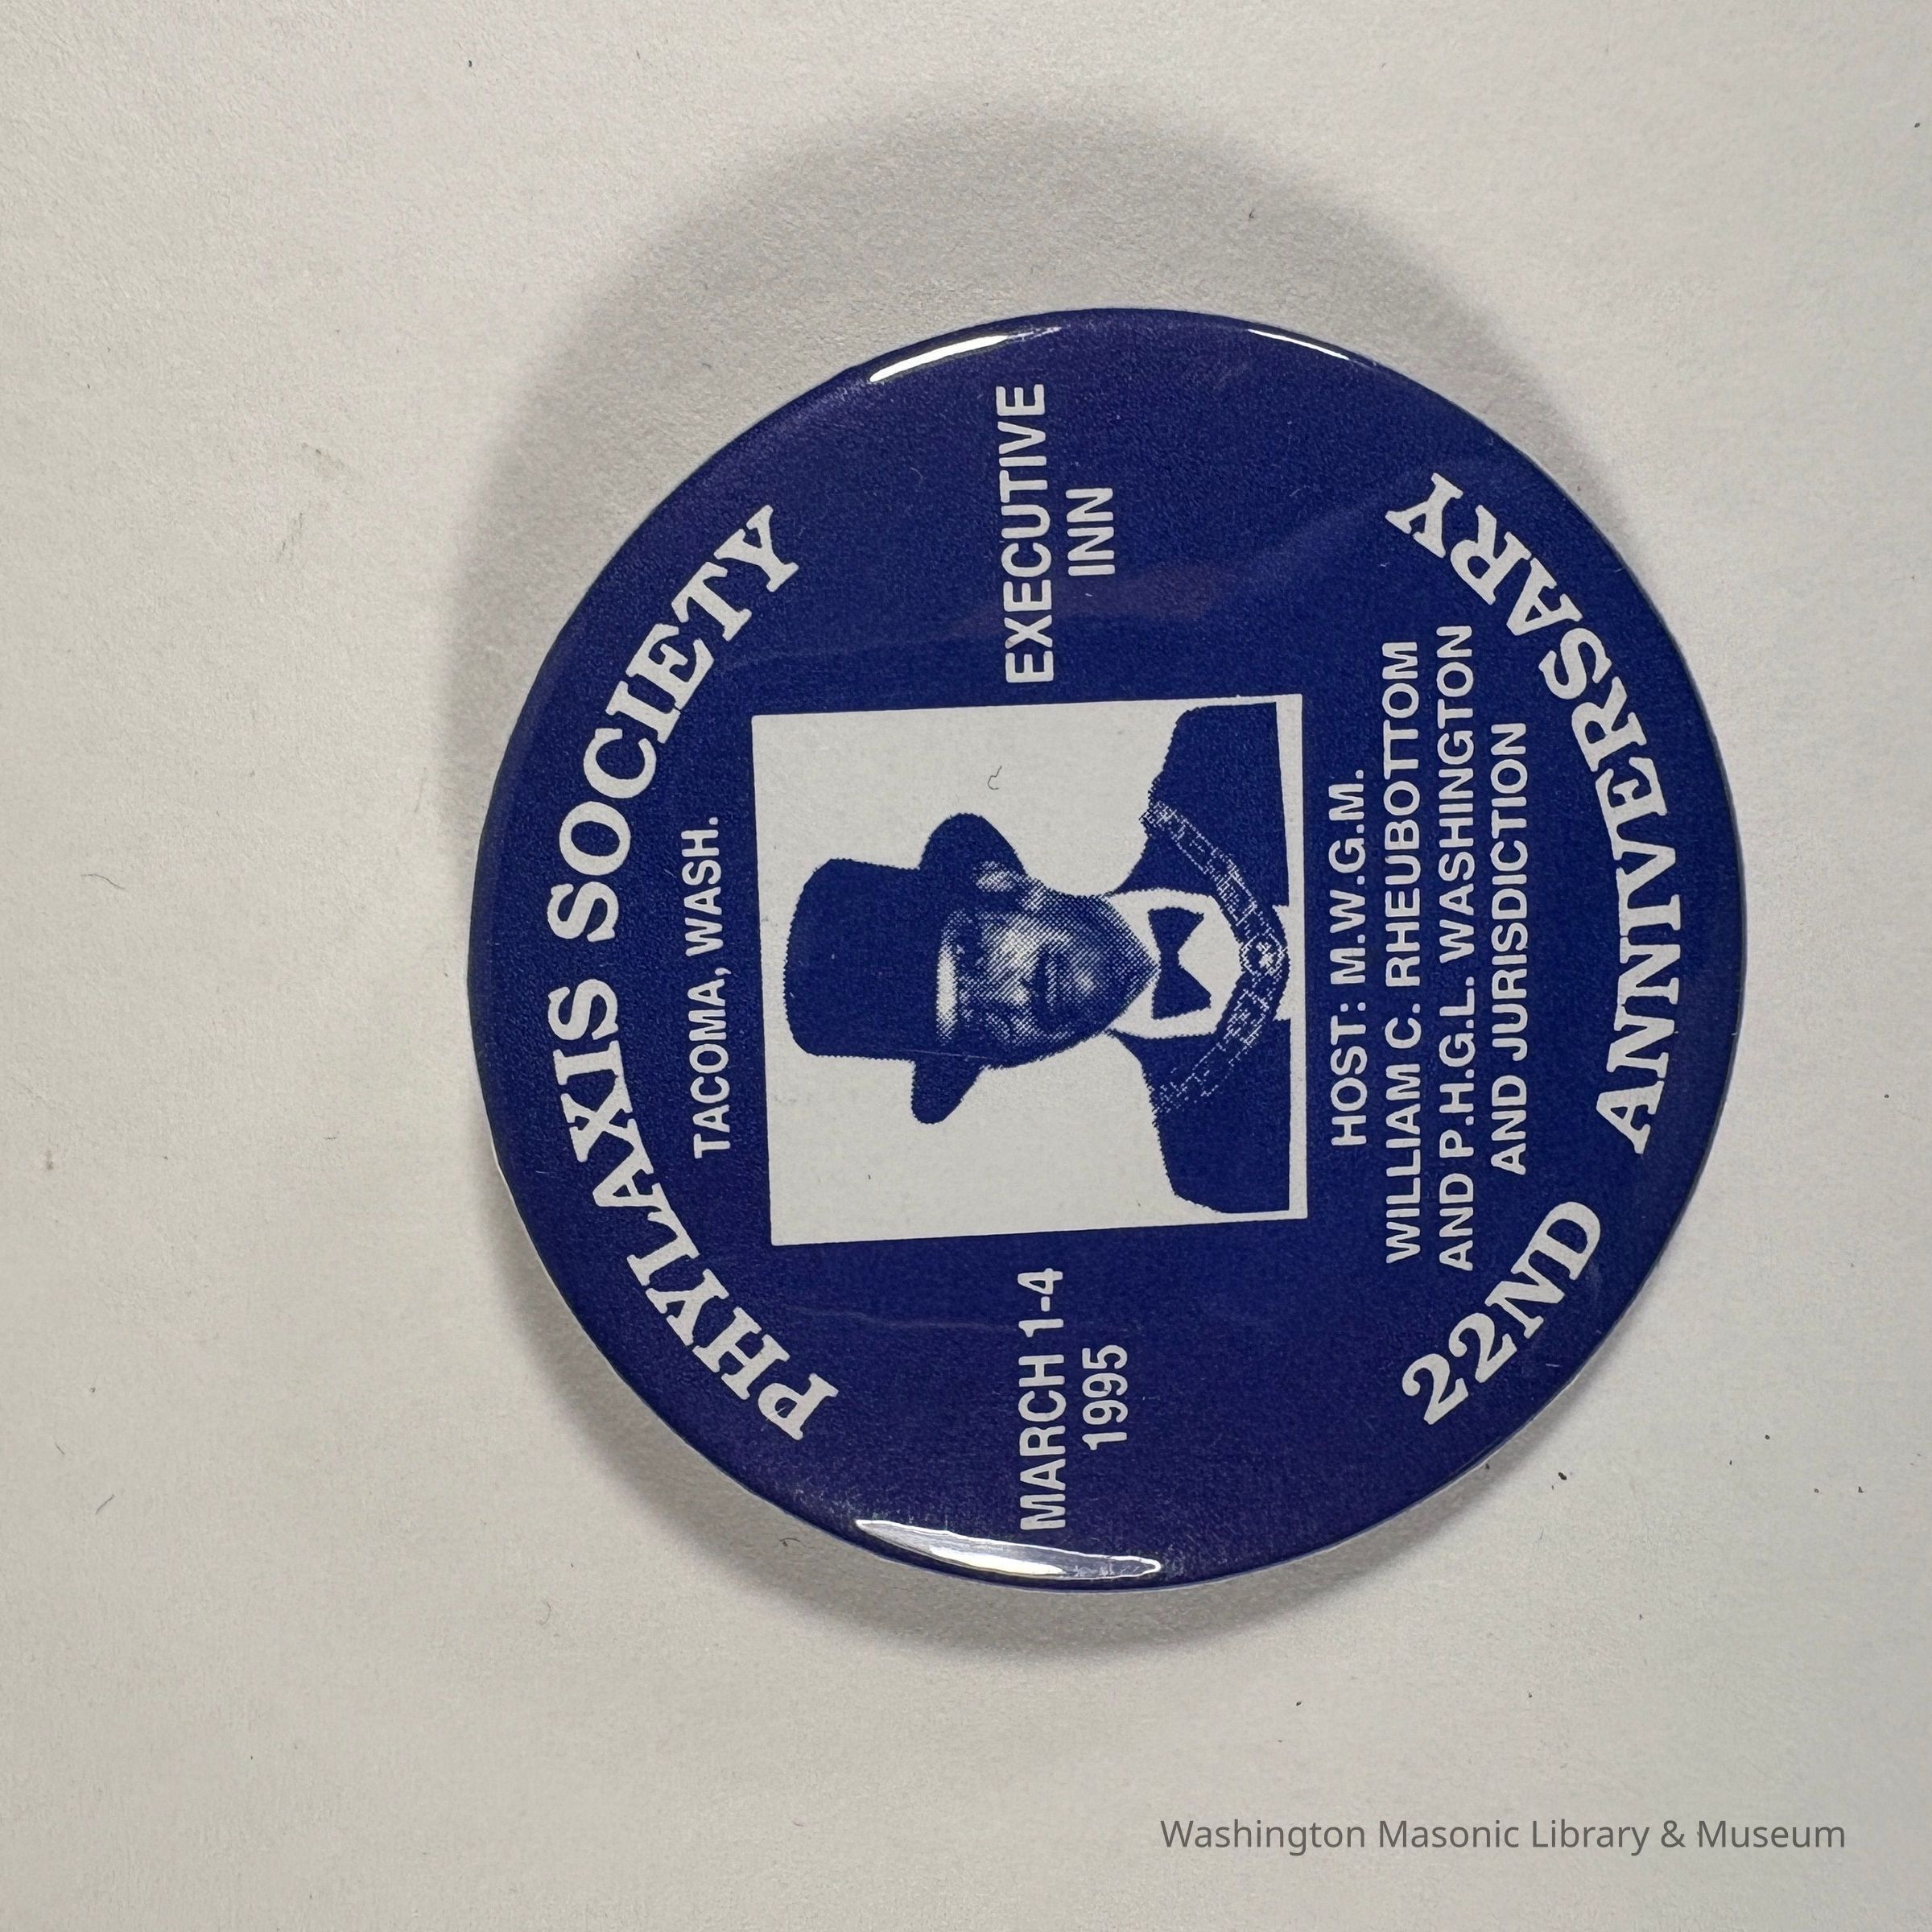 PHYLAXIS SOCIETY
TACOMA, WASH.
MARCH 1-4
1995
EXECUTIVE
INN
HOST: M.W.G.M.
WILLIAM C. RHEUBOTTOM
AND P.H.G.L. WASHINGTON
AND JURISDICTION
22ND ANNIVERSARY
Washington Masonic Library & Museum